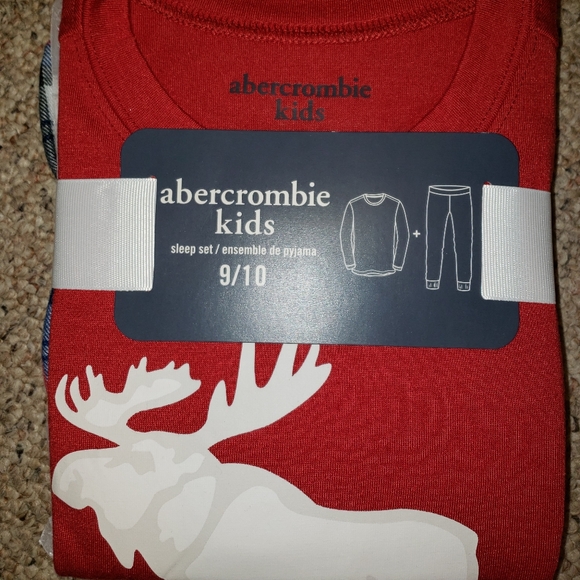 abercrombie
kids
abercrombie
kids
sleep set / ensemble de pyjama
9/10
+